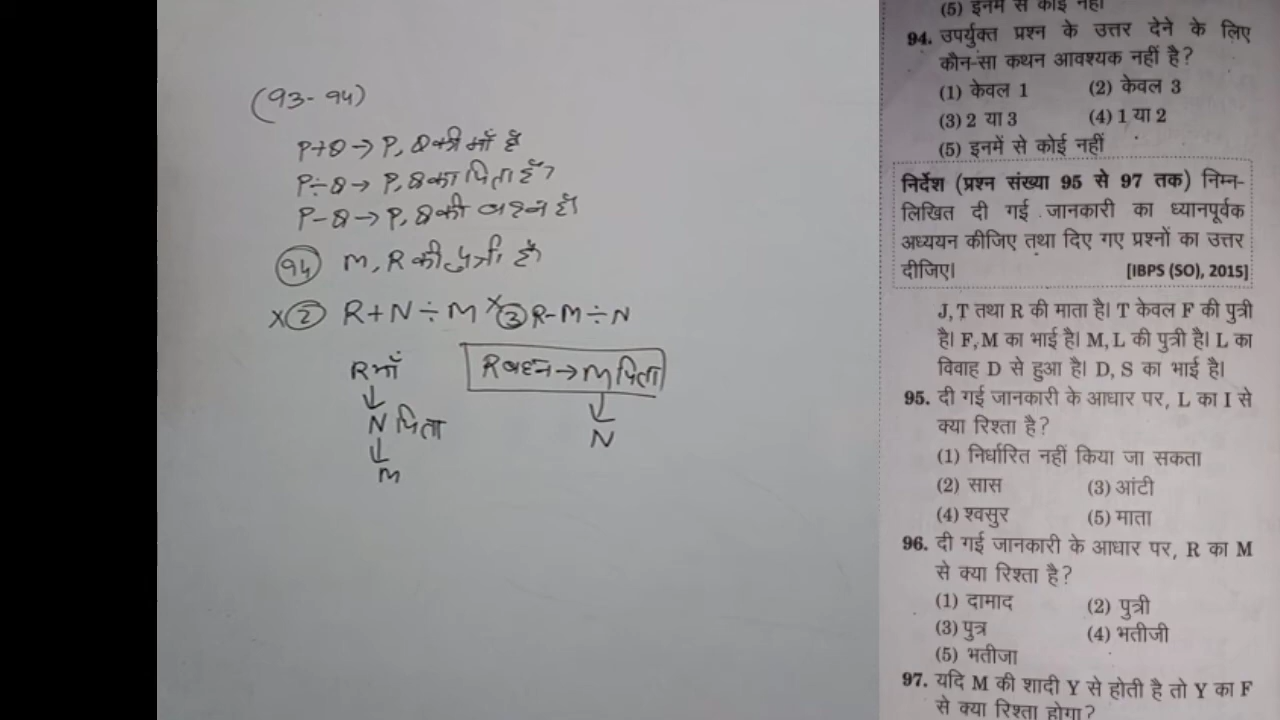 (93-94)
P+Q→P, Q की माँ है
P÷Q→P, Q का पिता है
P-Q→P, Q की बहन है
94 M, R की पुत्री है
x② R+N÷M x③ R-M÷N
R माँ
↓
N पिता
↓
M
R बहन→M पिता
↓
N
(5) इनमें से कोई नहीं
94. उपर्युक्त प्रश्न के उत्तर देने के लिए
कौन-सा कथन आवश्यक नहीं है?
(1) केवल 1 (2) केवल 3
(3) 2 या 3 (4) 1 या 2
(5) इनमें से कोई नहीं
निर्देश (प्रश्न संख्या 95 से 97 तक) निम्न-
लिखित दी गई जानकारी का ध्यानपूर्वक
अध्ययन कीजिए तथा दिए गए प्रश्नों का उत्तर
दीजिए। [IBPS (SO), 2015]
J, T तथा R की माता है। T केवल F की पुत्री
है। F, M का भाई है। M, L की पुत्री है। L का
विवाह D से हुआ है। D, S का भाई है।
95. दी गई जानकारी के आधार पर, L का I से
क्या रिश्ता है?
(1) निर्धारित नहीं किया जा सकता
(2) सास (3) आंटी
(4) श्वसुर (5) माता
96. दी गई जानकारी के आधार पर, R का M
से क्या रिश्ता है?
(1) दामाद (2) पुत्री
(3) पुत्र (4) भतीजी
(5) भतीजा
97. यदि M की शादी Y से होती है तो Y का F
से क्या रिश्ता होगा?